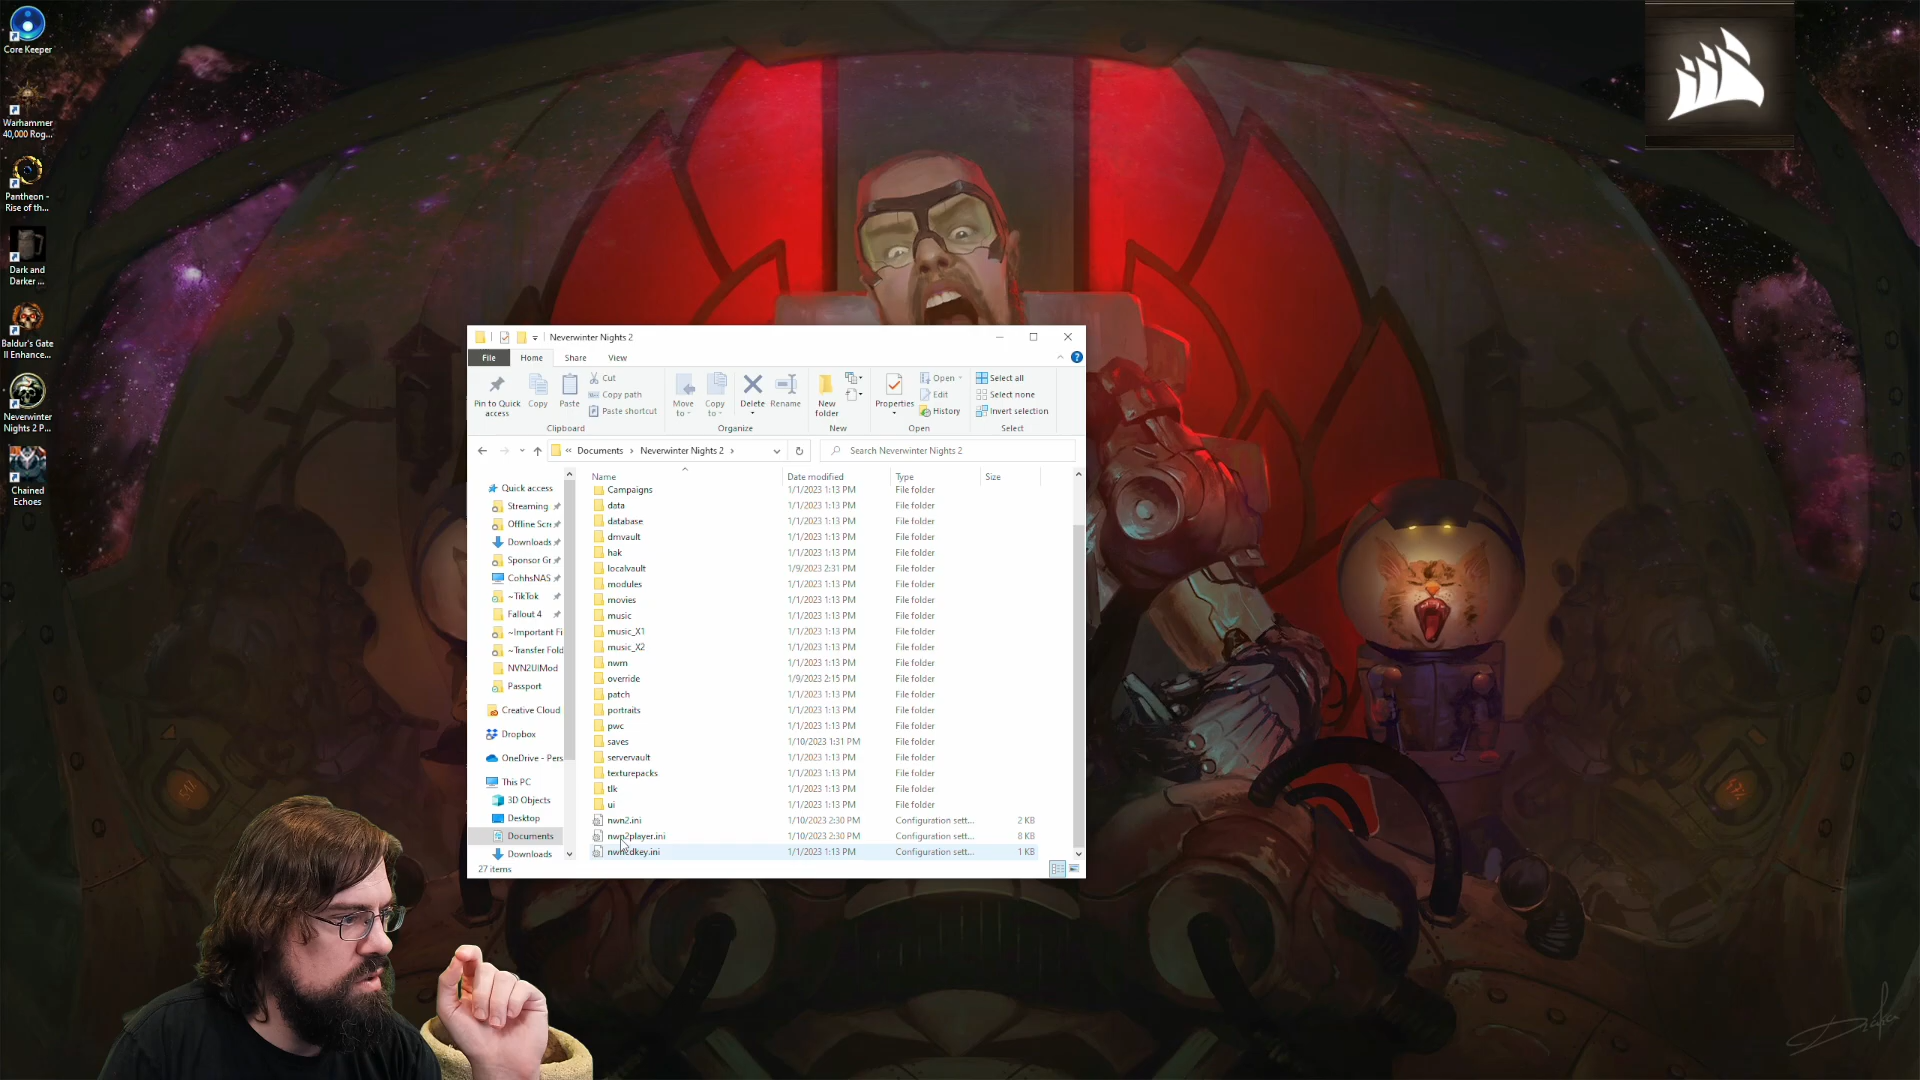 Core Keeper
Warhammer
40,000 Rog...
Pantheon -
Rise of th...
Dark and
Darker ...
Baldur's Gate
II Enhance...
Neverwinter
Nights 2 P...
Chained
Echoes
Neverwinter Nights 2
File Home Share View
Pin to Quick
access
Copy
Paste
Cut
Copy path
Paste shortcut
Clipboard
Move
to
Copy
to
Delete
Rename
Organize
New
folder
New
Properties
Open
Edit
History
Open
Select all
Select none
Invert selection
Select
« Documents > Neverwinter Nights 2 >
Search Neverwinter Nights 2
Quick access
Streaming
Offline Scre
Downloads
Sponsor Gr
CohhsNAS
~TikTok
Fallout 4
~Important Fi
~Transfer Fold
NVN2UIMod
Passport
Creative Cloud
Dropbox
OneDrive - Pers
This PC
3D Objects
Desktop
Documents
Downloads
Name Date modified Type Size
Campaigns 1/1/2023 1:13 PM File folder
data 1/1/2023 1:13 PM File folder
database 1/1/2023 1:13 PM File folder
dmvault 1/1/2023 1:13 PM File folder
hak 1/1/2023 1:13 PM File folder
localvault 1/9/2023 2:31 PM File folder
modules 1/1/2023 1:13 PM File folder
movies 1/1/2023 1:13 PM File folder
music 1/1/2023 1:13 PM File folder
music_X1 1/1/2023 1:13 PM File folder
music_X2 1/1/2023 1:13 PM File folder
nwm 1/1/2023 1:13 PM File folder
override 1/9/2023 2:15 PM File folder
patch 1/1/2023 1:13 PM File folder
portraits 1/1/2023 1:13 PM File folder
pwc 1/1/2023 1:13 PM File folder
saves 1/10/2023 1:31 PM File folder
servervault 1/1/2023 1:13 PM File folder
texturepacks 1/1/2023 1:13 PM File folder
tlk 1/1/2023 1:13 PM File folder
ui 1/1/2023 1:13 PM File folder
nwn2.ini 1/10/2023 2:30 PM Configuration sett... 2 KB
nwn2player.ini 1/10/2023 2:30 PM Configuration sett... 8 KB
nwncdkey.ini 1/1/2023 1:13 PM Configuration sett... 1 KB
27 items